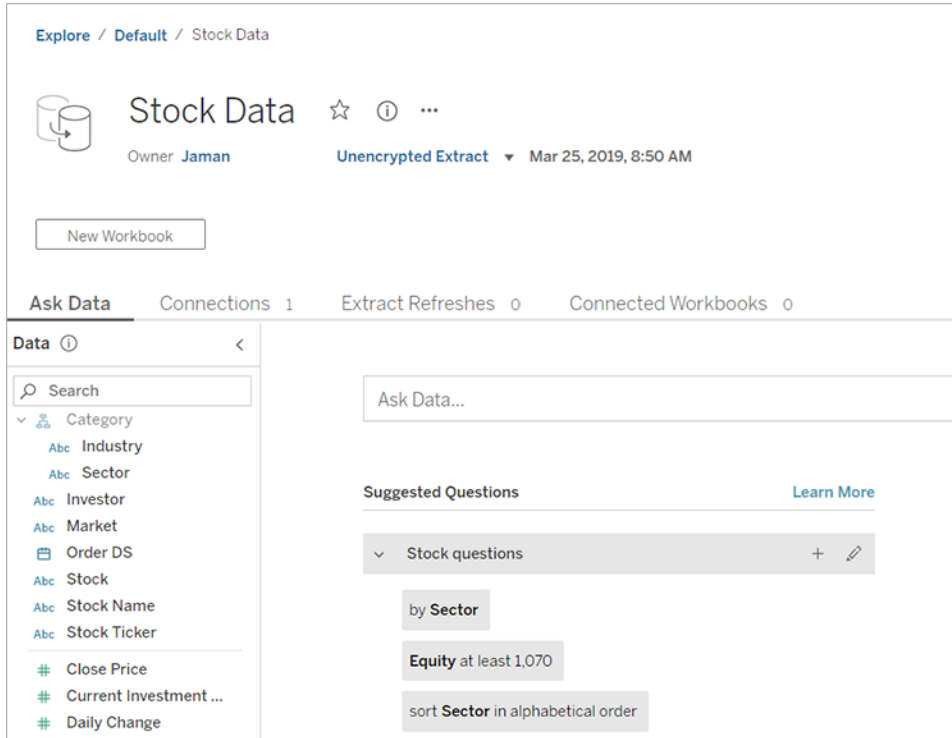 Explore / Default / Stock Data
Stock Data
Owner Jaman
Unencrypted Extract
Mar 25, 2019, 8:50 AM
New Workbook
Ask Data
Connections 1
Extract Refreshes 0
Connected Workbooks 0
Data
Search
Category
Abc Industry
Abc Sector
Abc Investor
Abc Market
Order DS
Abc Stock
Abc Stock Name
Abc Stock Ticker
# Close Price
# Current Investment ...
# Daily Change
Ask Data...
Suggested Questions
Learn More
Stock questions
by Sector
Equity at least 1,070
sort Sector in alphabetical order